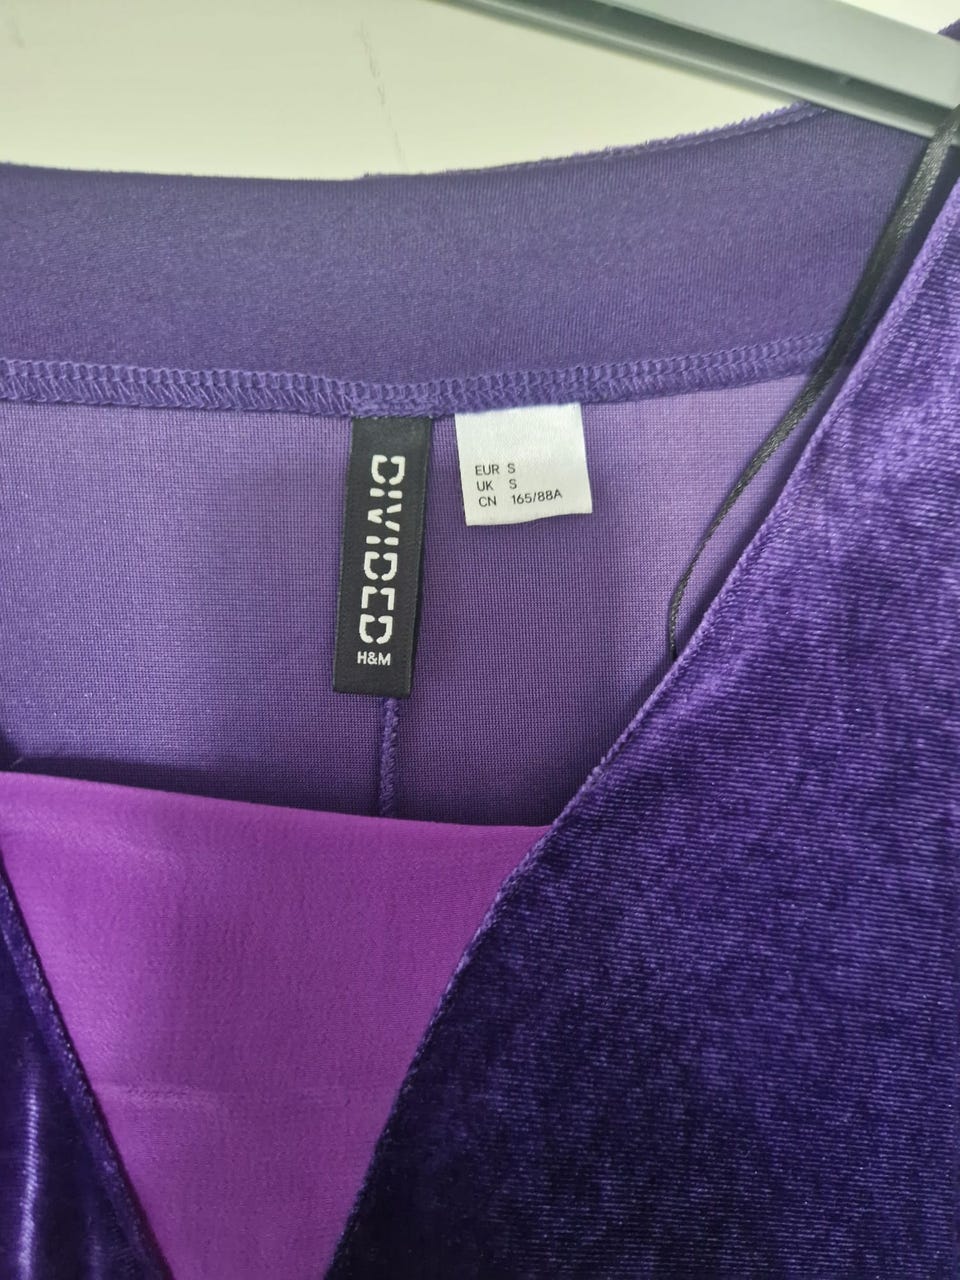 DIVIDED
H&M
EUR S
UK S
CN 165/88A